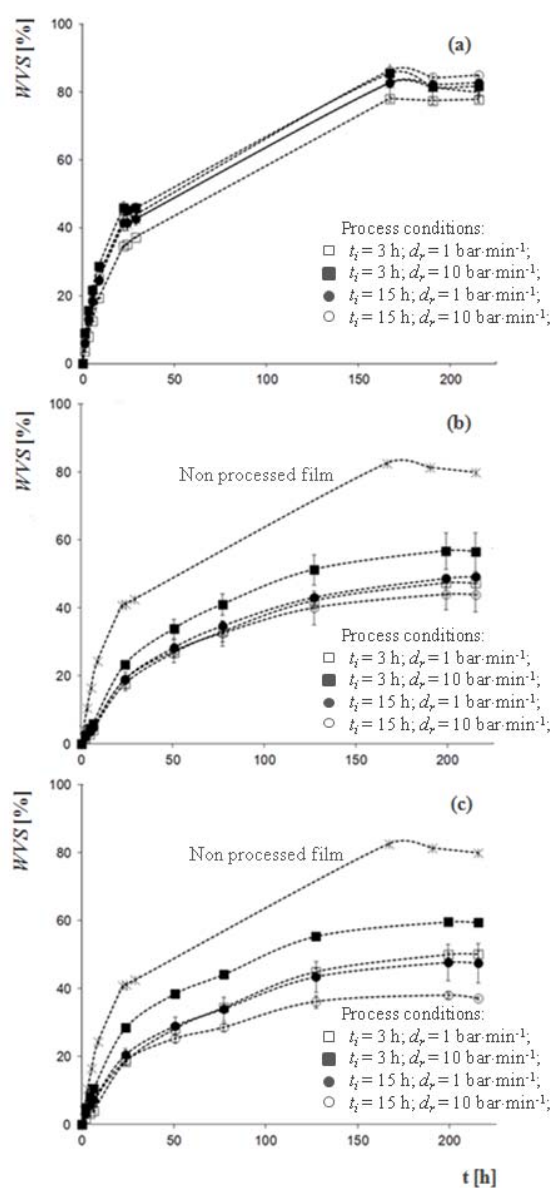 100
(a)
WVS [%]
80
60
40
20
0
Process conditions:
□ tᵢ = 3 h; dᵣ = 1 bar·min⁻¹;
■ tᵢ = 3 h; dᵣ = 10 bar·min⁻¹;
● tᵢ = 15 h; dᵣ = 1 bar·min⁻¹;
○ tᵢ = 15 h; dᵣ = 10 bar·min⁻¹;
0 50 100 150 200
100
(b)
WVS [%]
80
60
40
20
0
Non processed film
Process conditions:
□ tᵢ = 3 h; dᵣ = 1 bar·min⁻¹;
■ tᵢ = 3 h; dᵣ = 10 bar·min⁻¹;
● tᵢ = 15 h; dᵣ = 1 bar·min⁻¹;
○ tᵢ = 15 h; dᵣ = 10 bar·min⁻¹;
0 50 100 150 200
100
(c)
WVS [%]
80
60
40
20
0
Non processed film
Process conditions:
□ tᵢ = 3 h; dᵣ = 1 bar·min⁻¹;
■ tᵢ = 3 h; dᵣ = 10 bar·min⁻¹;
● tᵢ = 15 h; dᵣ = 1 bar·min⁻¹;
○ tᵢ = 15 h; dᵣ = 10 bar·min⁻¹;
0 50 100 150 200
t [h]